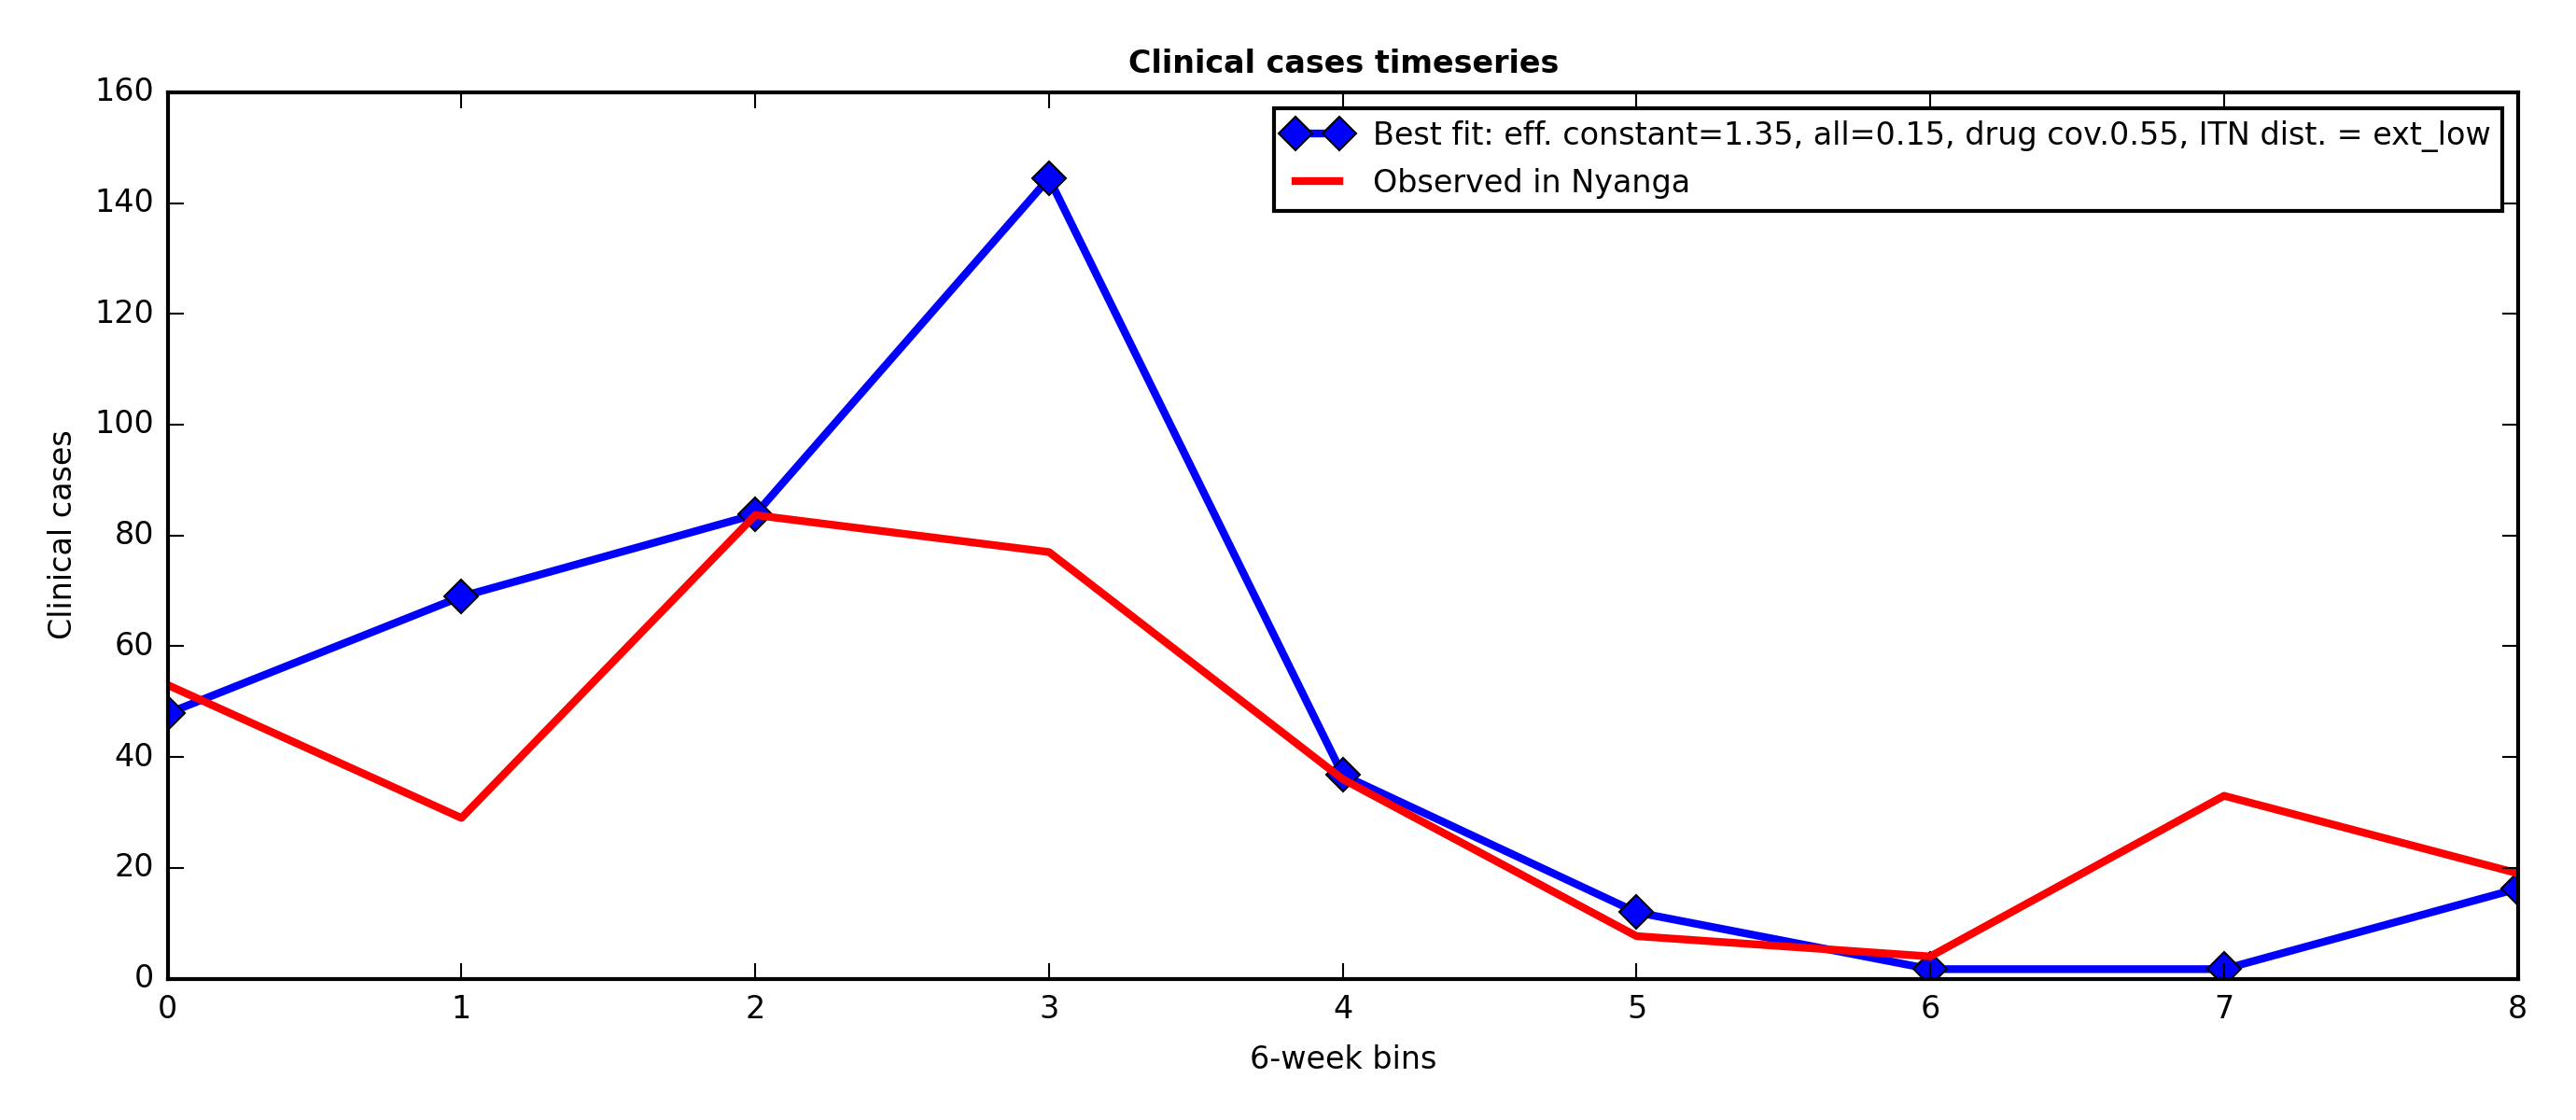 Clinical cases timeseries
160
140
120
100
80
60
40
20
0
Clinical cases
Best fit: eff. constant=1.35, all=0.15, drug cov.0.55, ITN dist. = ext_low
Observed in Nyanga
0 1 2 3 4 5 6 7 8
6-week bins